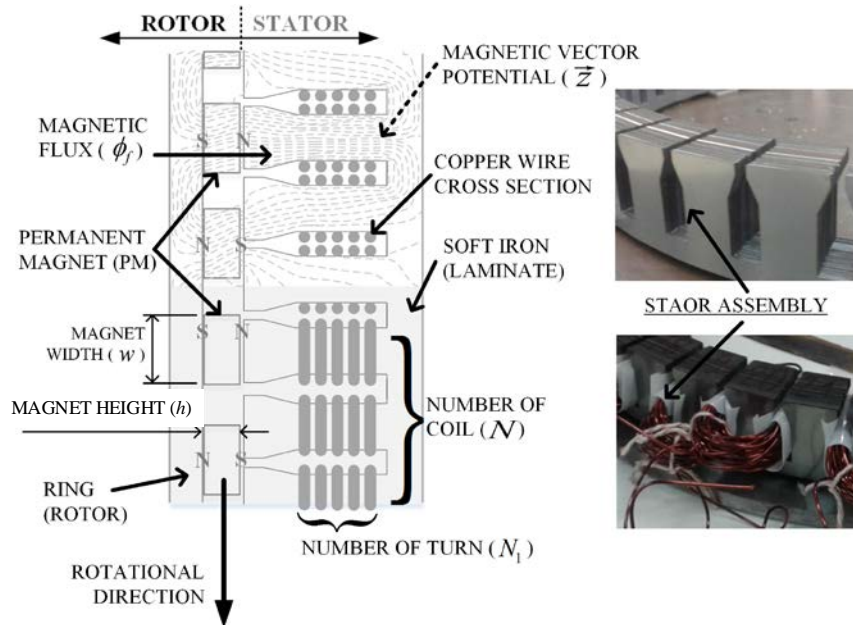 ROTOR STATOR
MAGNETIC VECTOR
POTENTIAL ( Z )
MAGNETIC
FLUX ( ϕf )
S N
COPPER WIRE
CROSS SECTION
PERMANENT
MAGNET (PM)
N S
SOFT IRON
(LAMINATE)
STAOR ASSEMBLY
MAGNET
WIDTH ( w )
S N
MAGNET HEIGHT (h)
NUMBER OF
COIL ( N )
N S
RING
(ROTOR)
NUMBER OF TURN ( N1 )
ROTATIONAL
DIRECTION